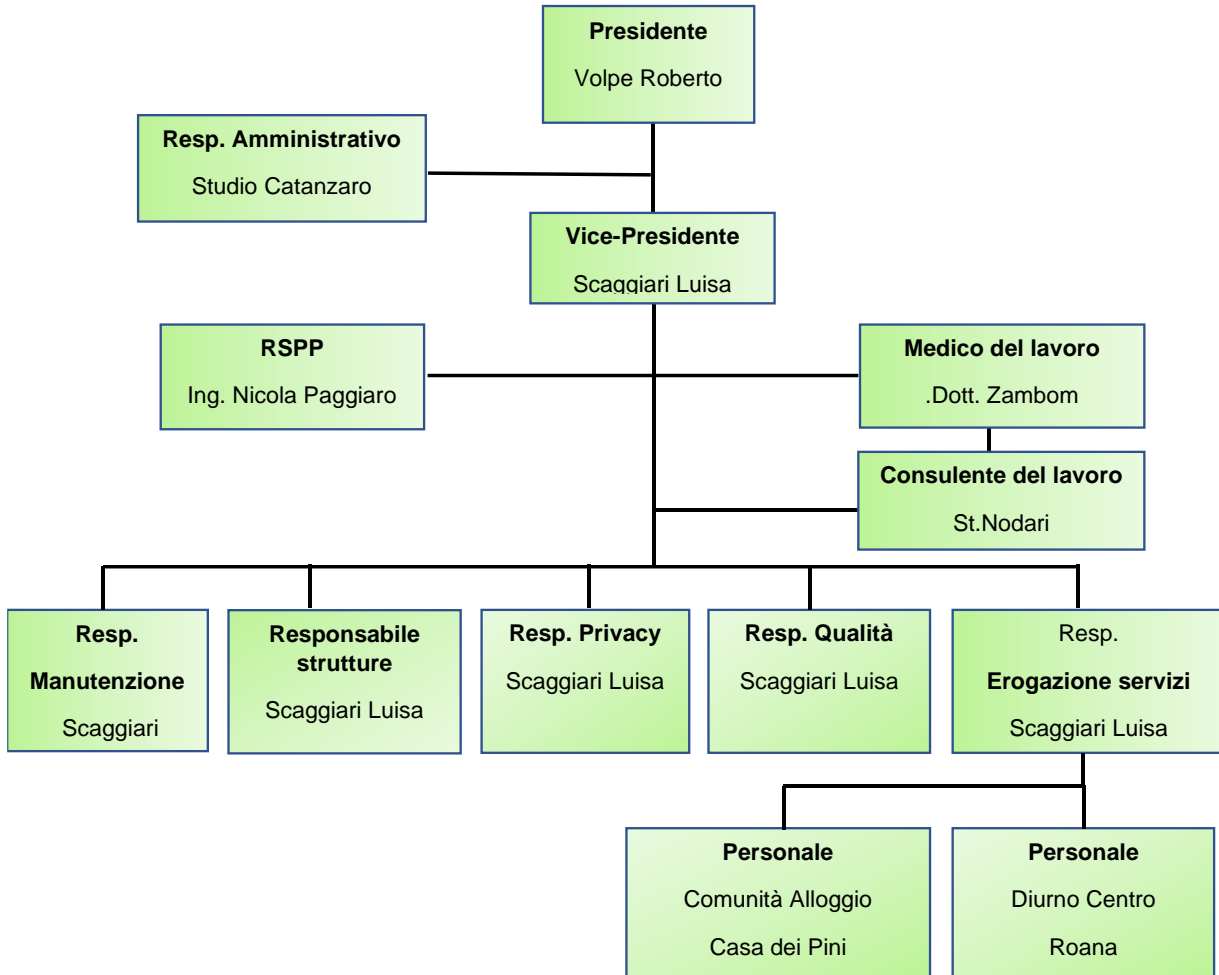 Presidente
Volpe Roberto
Resp. Amministrativo
Studio Catanzaro
Vice-Presidente
Scaggiari Luisa
RSPP
Ing. Nicola Paggiaro
Medico del lavoro
.Dott. Zambom
Consulente del lavoro
St.Nodari
Resp.
Manutenzione
Scaggiari
Responsabile
strutture
Scaggiari Luisa
Resp. Privacy
Scaggiari Luisa
Resp. Qualità
Scaggiari Luisa
Resp.
Erogazione servizi
Scaggiari Luisa
Personale
Comunità Alloggio
Casa dei Pini
Personale
Diurno Centro
Roana